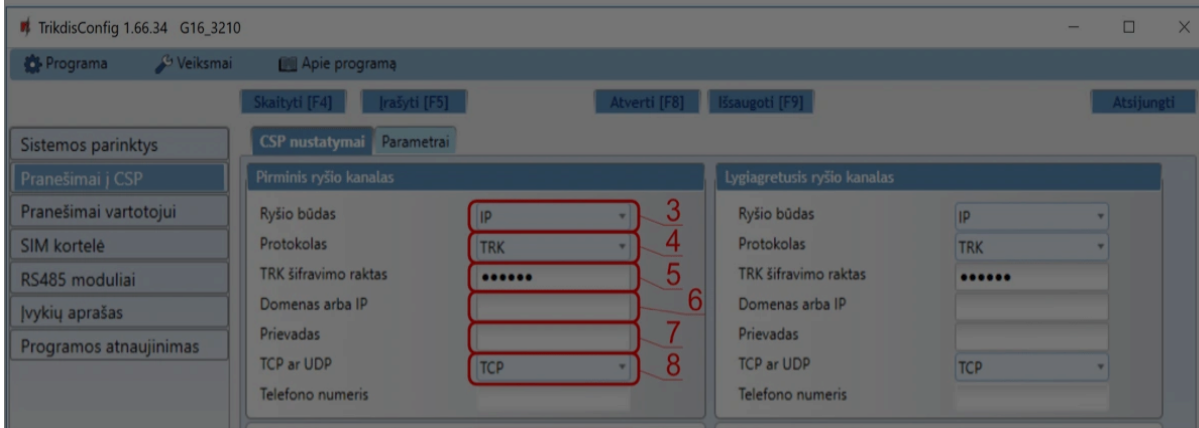 TrikdisConfig 1.66.34 G16_3210
Programa Veiksmai Apie programą
Skaityti [F4] Įrašyti [F5] Atverti [F8] Išsaugoti [F9] Atsijungti
Sistemos parinktys
Pranešimai į CSP
Pranešimai vartotojui
SIM kortelė
RS485 moduliai
Įvykių aprašas
Programos atnaujinimas
CSP nustatymai Parametrai
Pirminis ryšio kanalas
Ryšio būdas IP 3
Protokolas TRK 4
TRK šifravimo raktas •••••• 5
Domenas arba IP 6
Prievadas 7
TCP ar UDP TCP 8
Telefono numeris
Lygiagretusis ryšio kanalas
Ryšio būdas IP
Protokolas TRK
TRK šifravimo raktas ••••••
Domenas arba IP
Prievadas
TCP ar UDP TCP
Telefono numeris